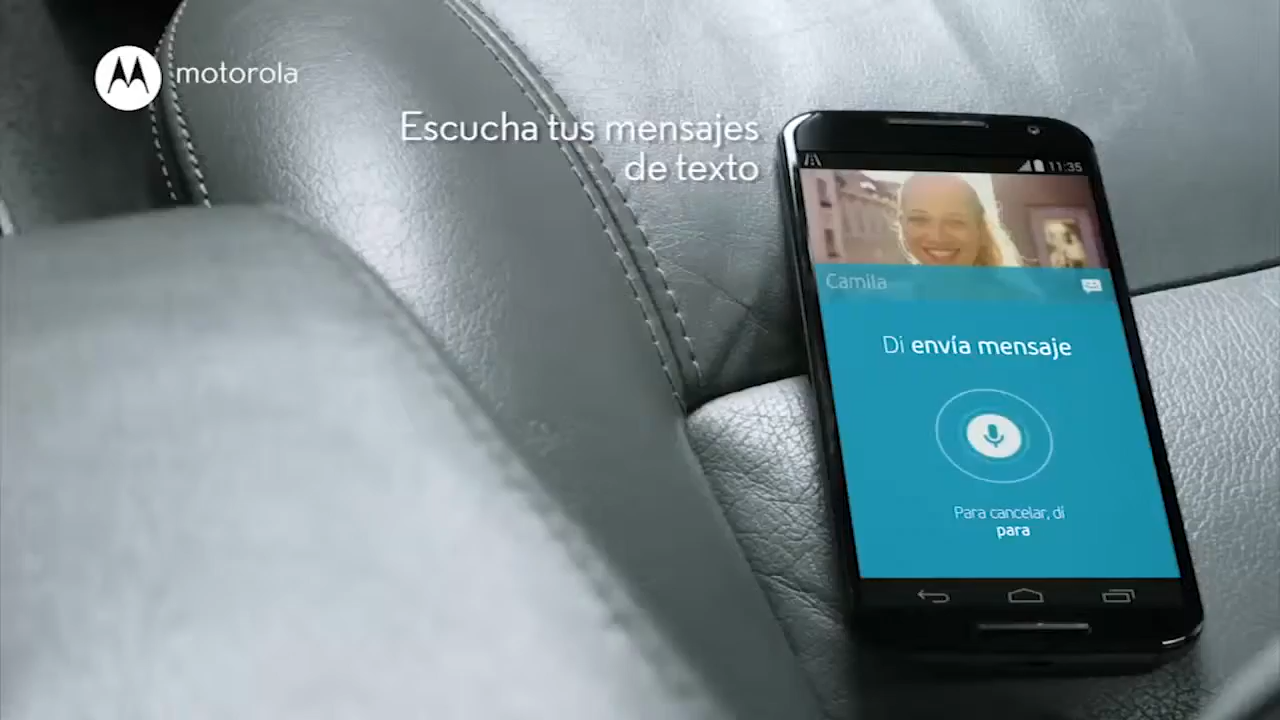 motorola
Escucha tus mensajes
de texto
11:35
Camila
Di envía mensaje
Para cancelar, di
para